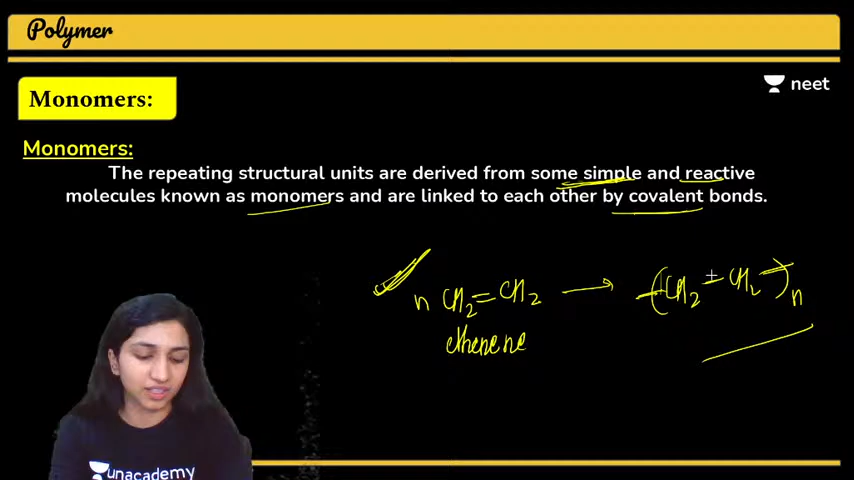 Polymer
neet
Monomers:
Monomers:
The repeating structural units are derived from some simple and reactive
molecules known as monomers and are linked to each other by covalent bonds.
n CH2=CH2 → (CH2-CH2)n
ethenene
unacademy